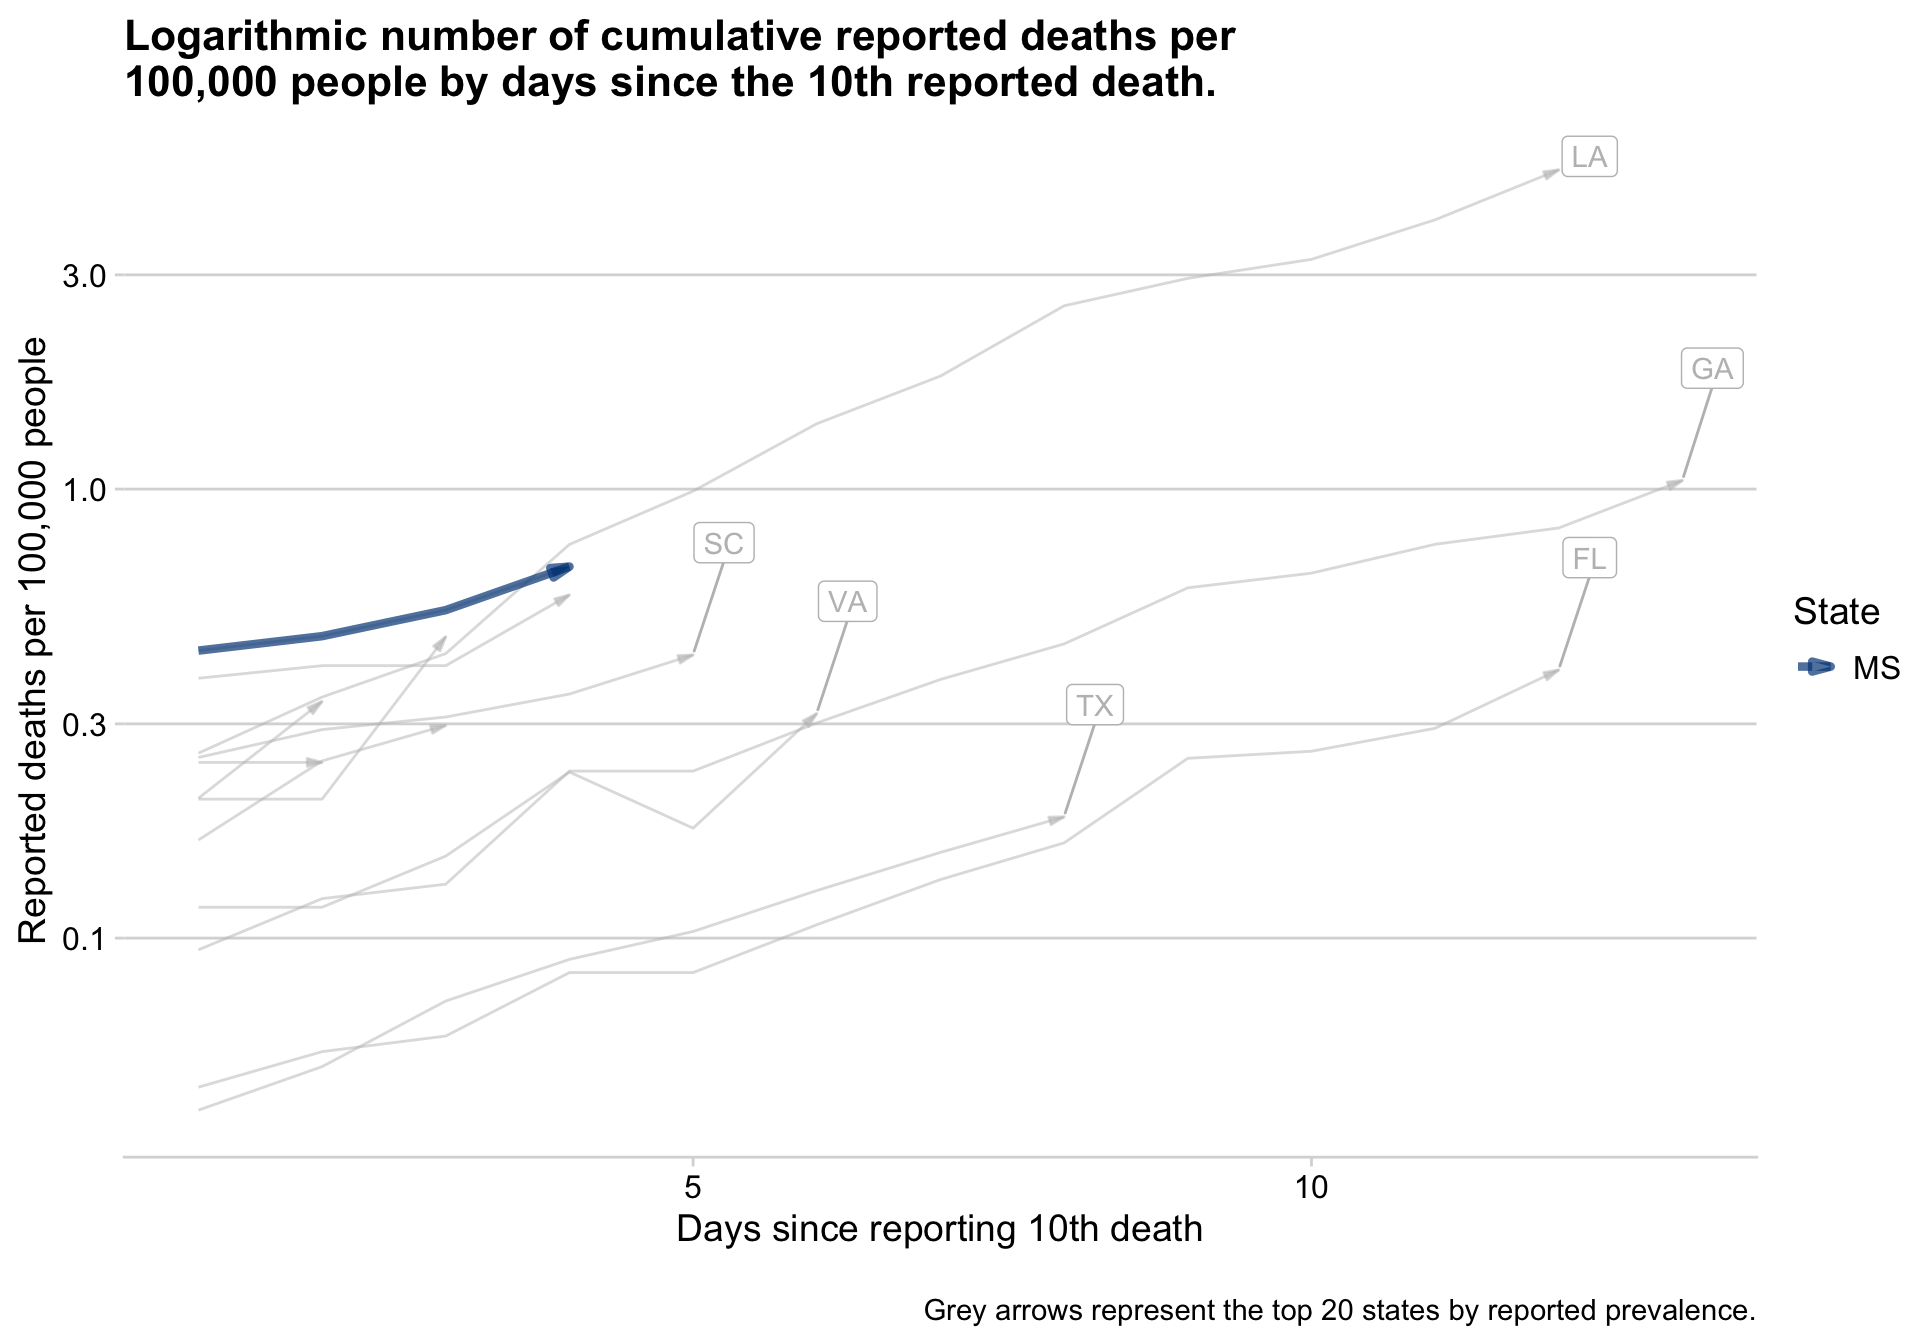 Logarithmic number of cumulative reported deaths per
100,000 people by days since the 10th reported death.
LA
3.0
GA
1.0
SC
FL
VA
TX
0.3
0.1
Reported deaths per 100,000 people
State
MS
5
10
Days since reporting 10th death
Grey arrows represent the top 20 states by reported prevalence.